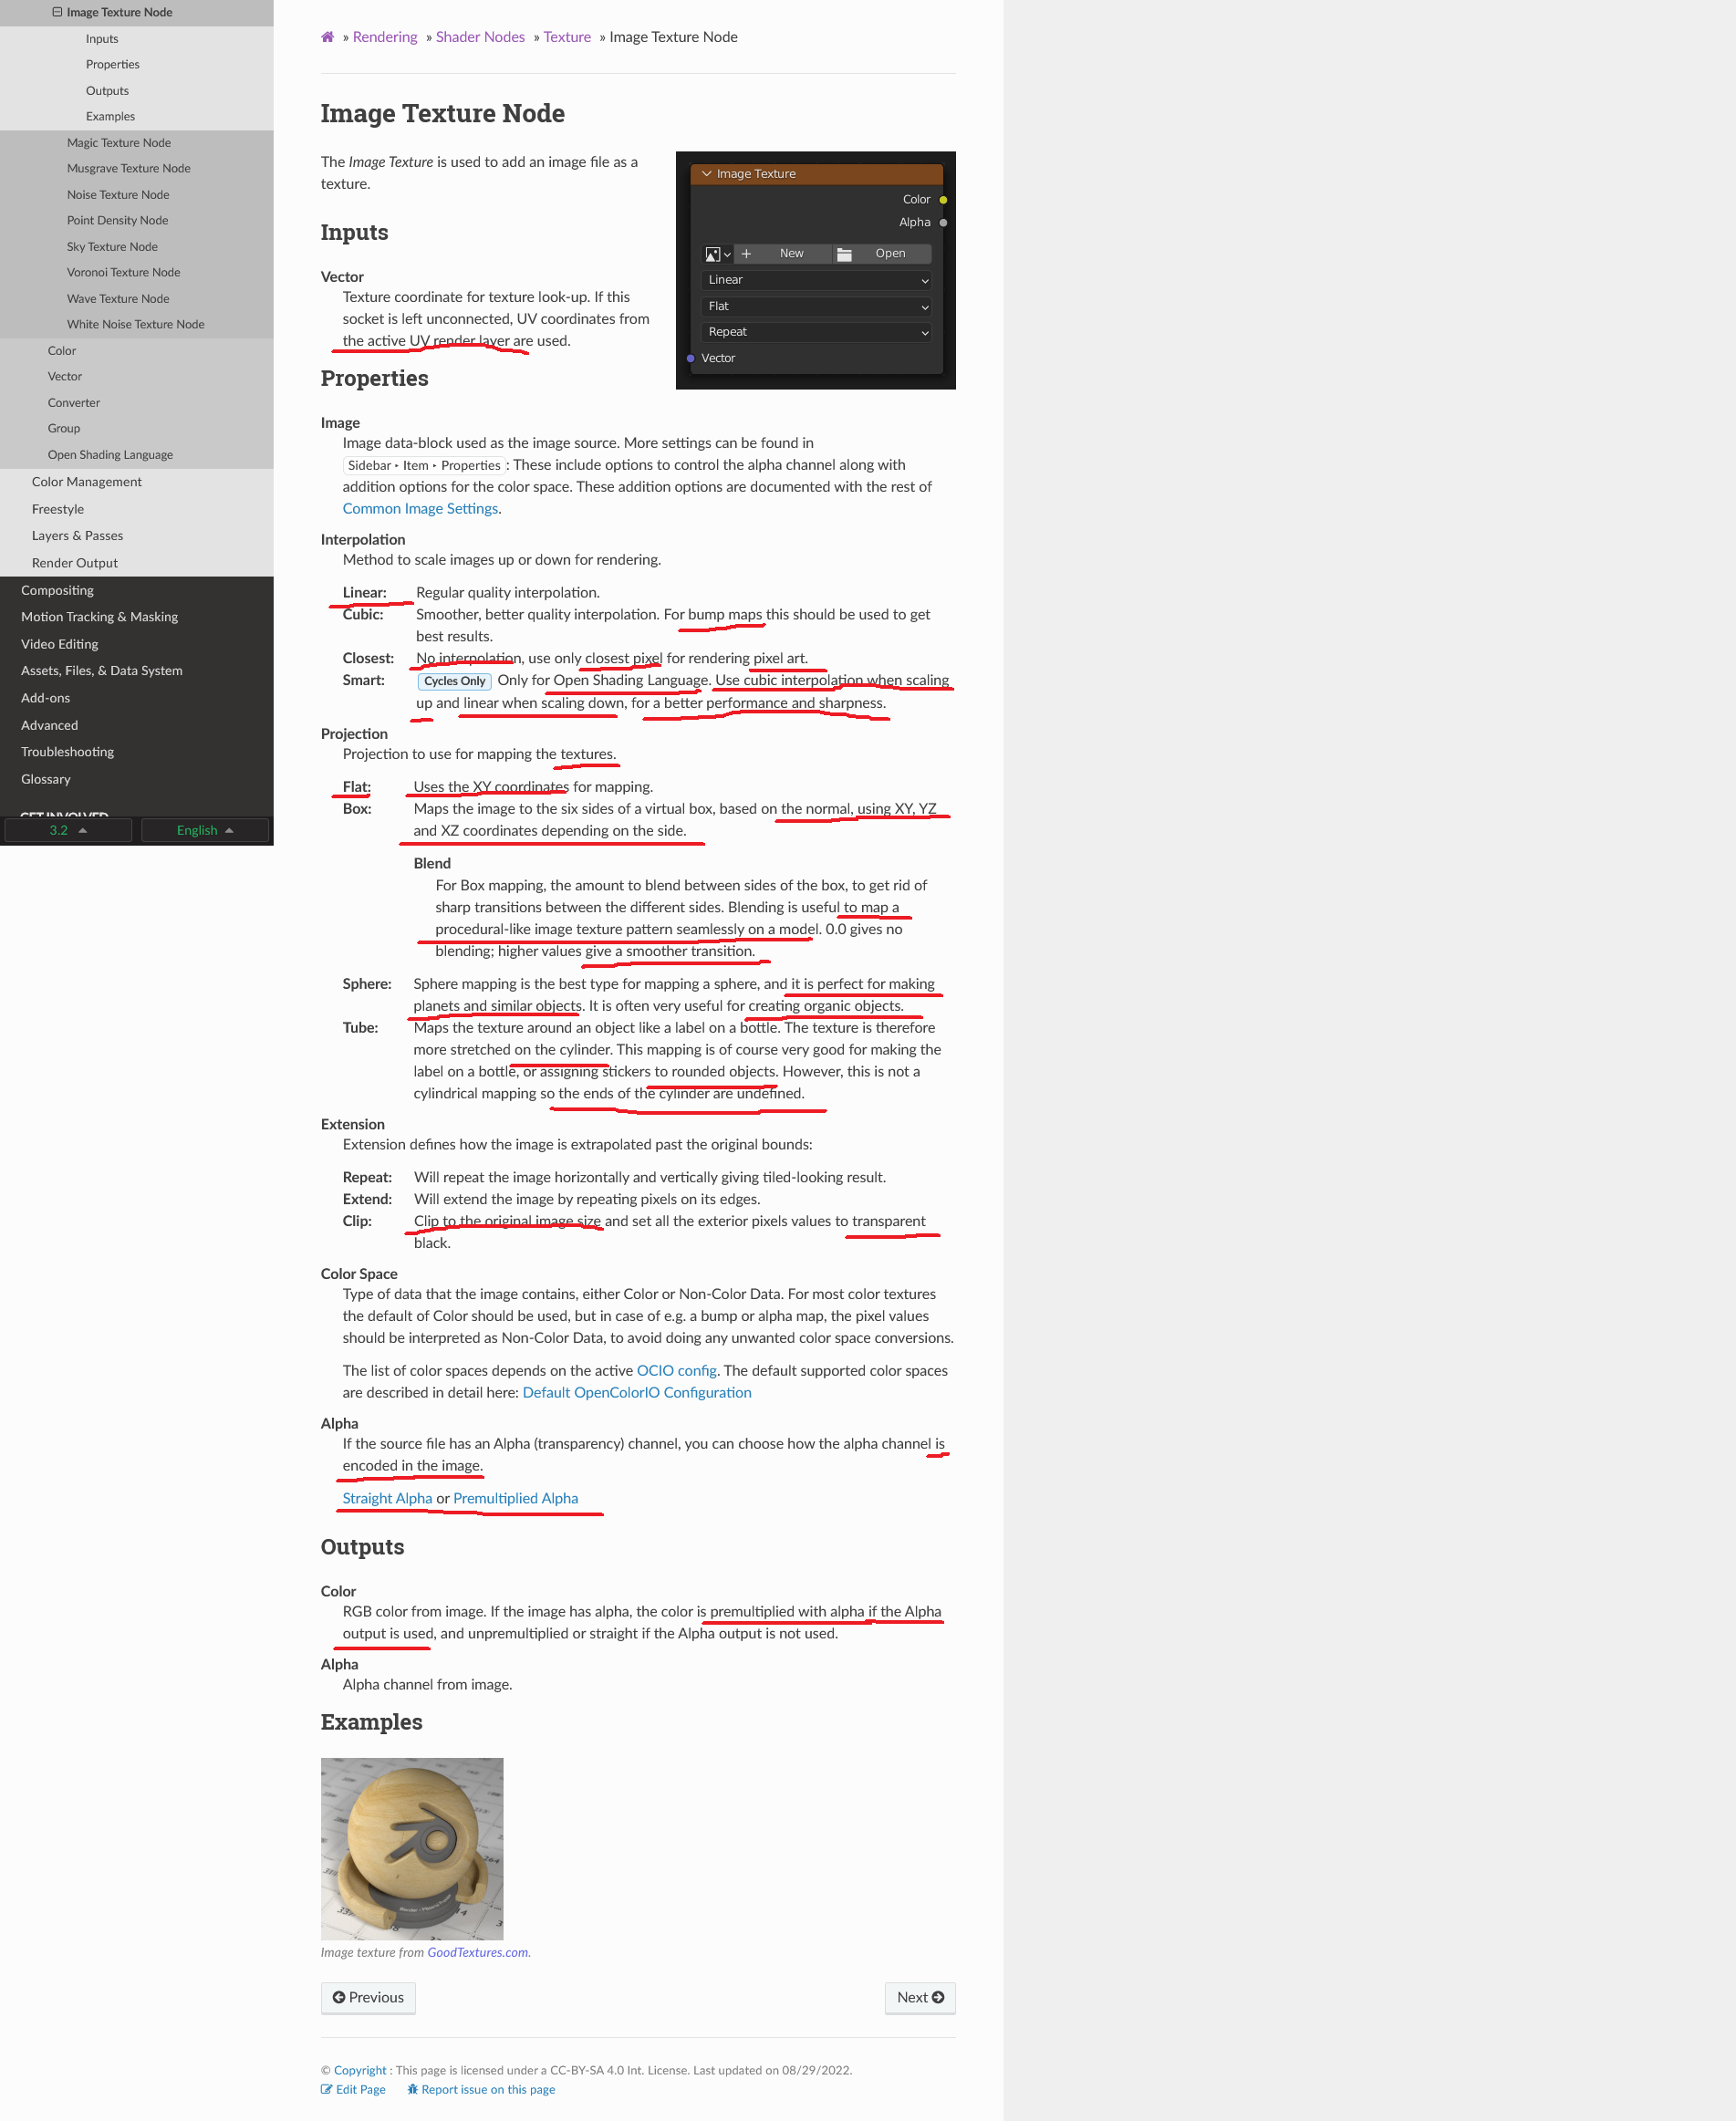 Image Texture Node
Inputs
Properties
Outputs
Examples
Magic Texture Node
Musgrave Texture Node
Noise Texture Node
Point Density Node
Sky Texture Node
Voronoi Texture Node
Wave Texture Node
White Noise Texture Node
Color
Vector
Converter
Group
Open Shading Language
Color Management
Freestyle
Layers & Passes
Render Output
Compositing
Motion Tracking & Masking
Video Editing
Assets, Files, & Data System
Add-ons
Advanced
Troubleshooting
Glossary
GET INVOLVED
3.2
English
» Rendering » Shader Nodes » Texture » Image Texture Node
Image Texture Node
The Image Texture is used to add an image file as a
texture.
Image Texture
Color
Alpha
New Open
Linear
Flat
Repeat
Vector
Inputs
Vector
Texture coordinate for texture look-up. If this
socket is left unconnected, UV coordinates from
the active UV render layer are used.
Properties
Image
Image data-block used as the image source. More settings can be found in
Sidebar ‣ Item ‣ Properties : These include options to control the alpha channel along with
addition options for the color space. These addition options are documented with the rest of
Common Image Settings.
Interpolation
Method to scale images up or down for rendering.
Linear: Regular quality interpolation.
Cubic: Smoother, better quality interpolation. For bump maps this should be used to get
best results.
Closest: No interpolation, use only closest pixel for rendering pixel art.
Smart: Cycles Only Only for Open Shading Language. Use cubic interpolation when scaling
up and linear when scaling down, for a better performance and sharpness.
Projection
Projection to use for mapping the textures.
Flat: Uses the XY coordinates for mapping.
Box: Maps the image to the six sides of a virtual box, based on the normal, using XY, YZ
and XZ coordinates depending on the side.
Blend
For Box mapping, the amount to blend between sides of the box, to get rid of
sharp transitions between the different sides. Blending is useful to map a
procedural-like image texture pattern seamlessly on a model. 0.0 gives no
blending; higher values give a smoother transition.
Sphere: Sphere mapping is the best type for mapping a sphere, and it is perfect for making
planets and similar objects. It is often very useful for creating organic objects.
Tube: Maps the texture around an object like a label on a bottle. The texture is therefore
more stretched on the cylinder. This mapping is of course very good for making the
label on a bottle, or assigning stickers to rounded objects. However, this is not a
cylindrical mapping so the ends of the cylinder are undefined.
Extension
Extension defines how the image is extrapolated past the original bounds:
Repeat: Will repeat the image horizontally and vertically giving tiled-looking result.
Extend: Will extend the image by repeating pixels on its edges.
Clip: Clip to the original image size and set all the exterior pixels values to transparent
black.
Color Space
Type of data that the image contains, either Color or Non-Color Data. For most color textures
the default of Color should be used, but in case of e.g. a bump or alpha map, the pixel values
should be interpreted as Non-Color Data, to avoid doing any unwanted color space conversions.
The list of color spaces depends on the active OCIO config. The default supported color spaces
are described in detail here: Default OpenColorIO Configuration
Alpha
If the source file has an Alpha (transparency) channel, you can choose how the alpha channel is
encoded in the image.
Straight Alpha or Premultiplied Alpha
Outputs
Color
RGB color from image. If the image has alpha, the color is premultiplied with alpha if the Alpha
output is used, and unpremultiplied or straight if the Alpha output is not used.
Alpha
Alpha channel from image.
Examples
Image texture from GoodTextures.com.
Previous
Next
© Copyright : This page is licensed under a CC-BY-SA 4.0 Int. License. Last updated on 08/29/2022.
Edit Page Report issue on this page